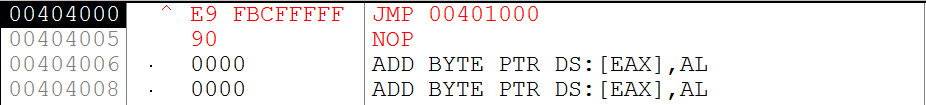 00404000 ^ E9 FBCFFFFF JMP 00401000
00404005 90 NOP
00404006 . 0000 ADD BYTE PTR DS:[EAX],AL
00404008 . 0000 ADD BYTE PTR DS:[EAX],AL